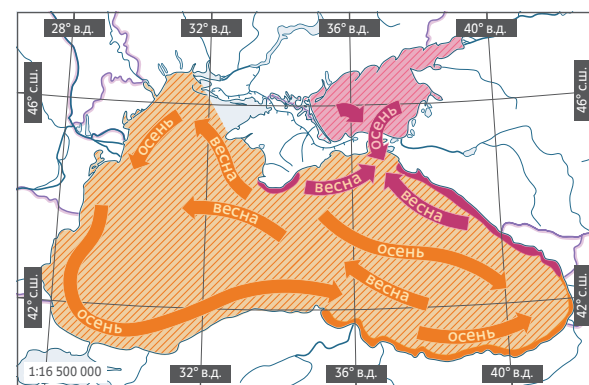 28° в.д.
32° в.д.
36° в.д.
40° в.д.
46° с.ш.
46° с.ш.
осень
весна
осень
весна
весна
весна
осень
весна
осень
осень
42° с.ш.
42° с.ш.
1:16 500 000
32° в.д.
36° в.д.
40° в.д.